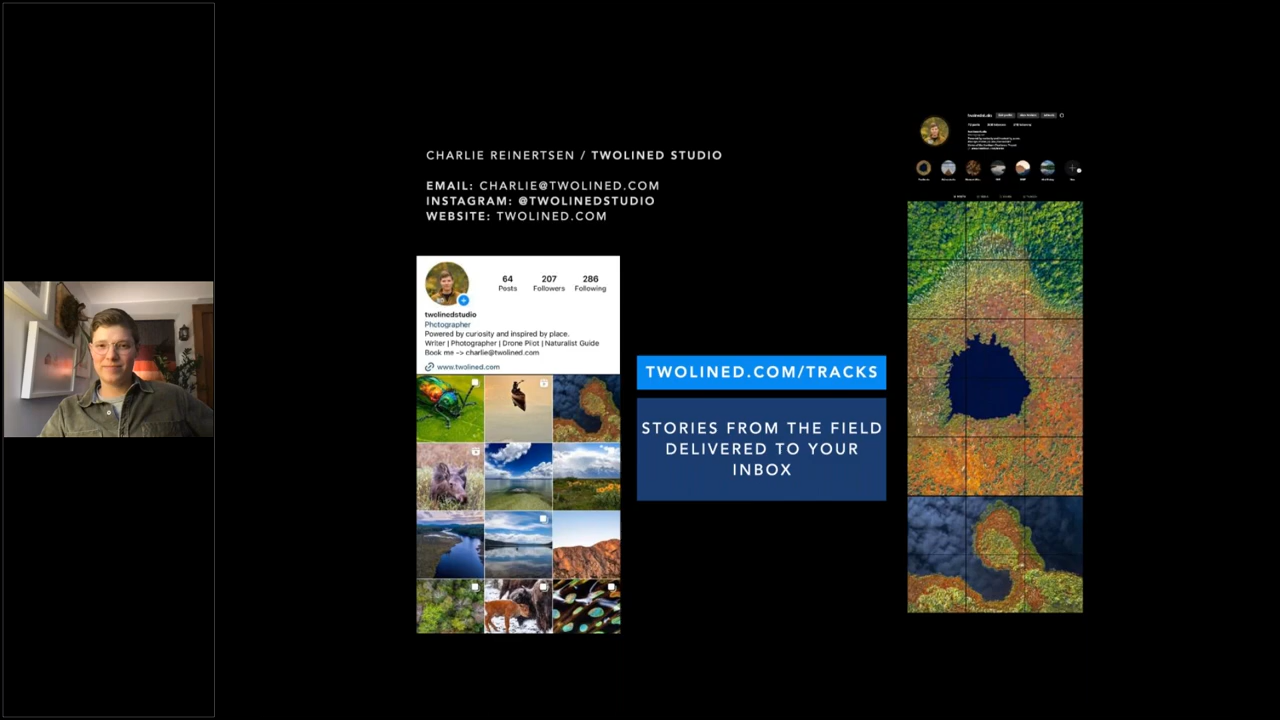 CHARLIE REINERTSEN / TWOLINED STUDIO
EMAIL: CHARLIE@TWOLINED.COM
INSTAGRAM: @TWOLINEDSTUDIO
WEBSITE: TWOLINED.COM
64 207 286
Posts Followers Following
twolinedstudio
Photographer
Powered by curiosity and inspired by place.
Writer | Photographer | Drone Pilot | Naturalist Guide
Book me -> charlie@twolined.com
www.twolined.com
TWOLINED.COM/TRACKS
STORIES FROM THE FIELD
DELIVERED TO YOUR
INBOX
twolinedstudio